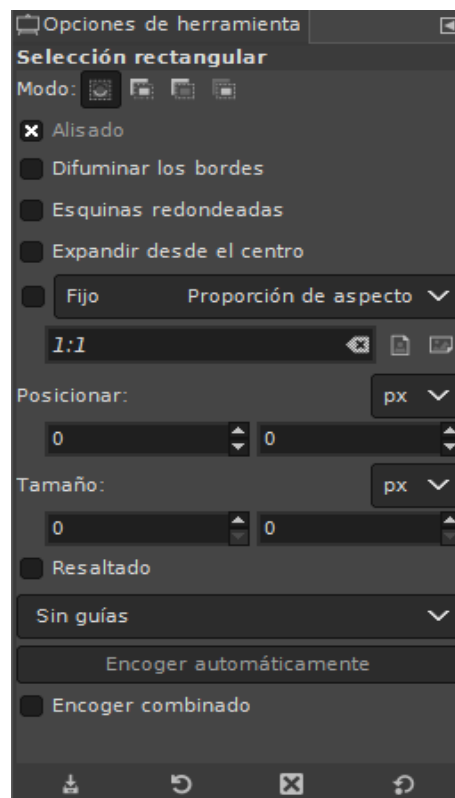 Opciones de herramienta
Selección rectangular
Modo:
Alisado
Difuminar los bordes
Esquinas redondeadas
Expandir desde el centro
Fijo Proporción de aspecto
1:1
Posicionar: px
0 0
Tamaño: px
0 0
Resaltado
Sin guías
Encoger automáticamente
Encoger combinado